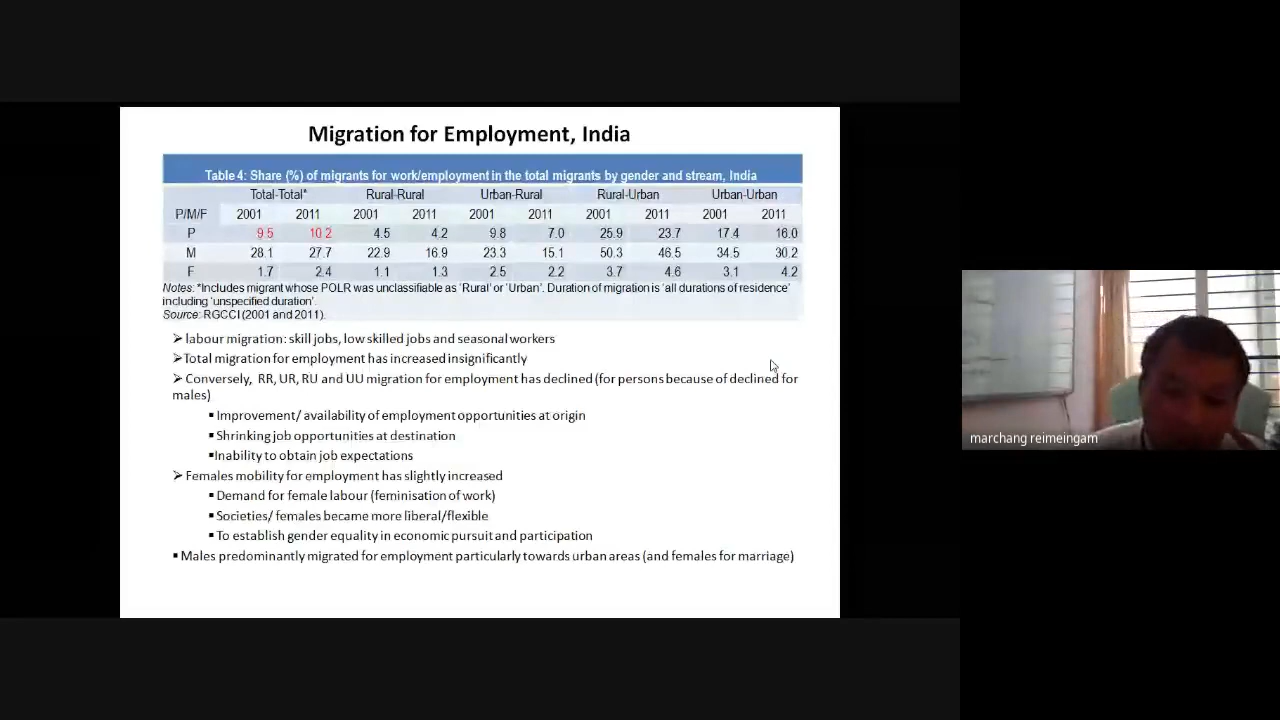 Migration for Employment, India
Table 4: Share (%) of migrants for work/employment in the total migrants by gender and stream, India
Total-Total* Rural-Rural Urban-Rural Rural-Urban Urban-Urban
P/M/F 2001 2011 2001 2011 2001 2011 2001 2011 2001 2011
P 9.5 10.2 4.5 4.2 9.8 7.0 25.9 23.7 17.4 16.0
M 28.1 27.7 22.9 16.9 23.3 15.1 50.3 46.5 34.5 30.2
F 1.7 2.4 1.1 1.3 2.5 2.2 3.7 4.6 3.1 4.2
Notes: *Includes migrant whose POLR was unclassifiable as 'Rural' or 'Urban'. Duration of migration is 'all durations of residence'
including 'unspecified duration'.
Source: RGCCI (2001 and 2011).
➢ labour migration: skill jobs, low skilled jobs and seasonal workers
➢Total migration for employment has increased insignificantly
➢ Conversely, RR, UR, RU and UU migration for employment has declined (for persons because of declined for
males)
▪ Improvement/ availability of employment opportunities at origin
▪ Shrinking job opportunities at destination
▪Inability to obtain job expectations
➢ Females mobility for employment has slightly increased
▪ Demand for female labour (feminisation of work)
▪ Societies/ females became more liberal/flexible
▪ To establish gender equality in economic pursuit and participation
▪ Males predominantly migrated for employment particularly towards urban areas (and females for marriage)
marchang reimeingam